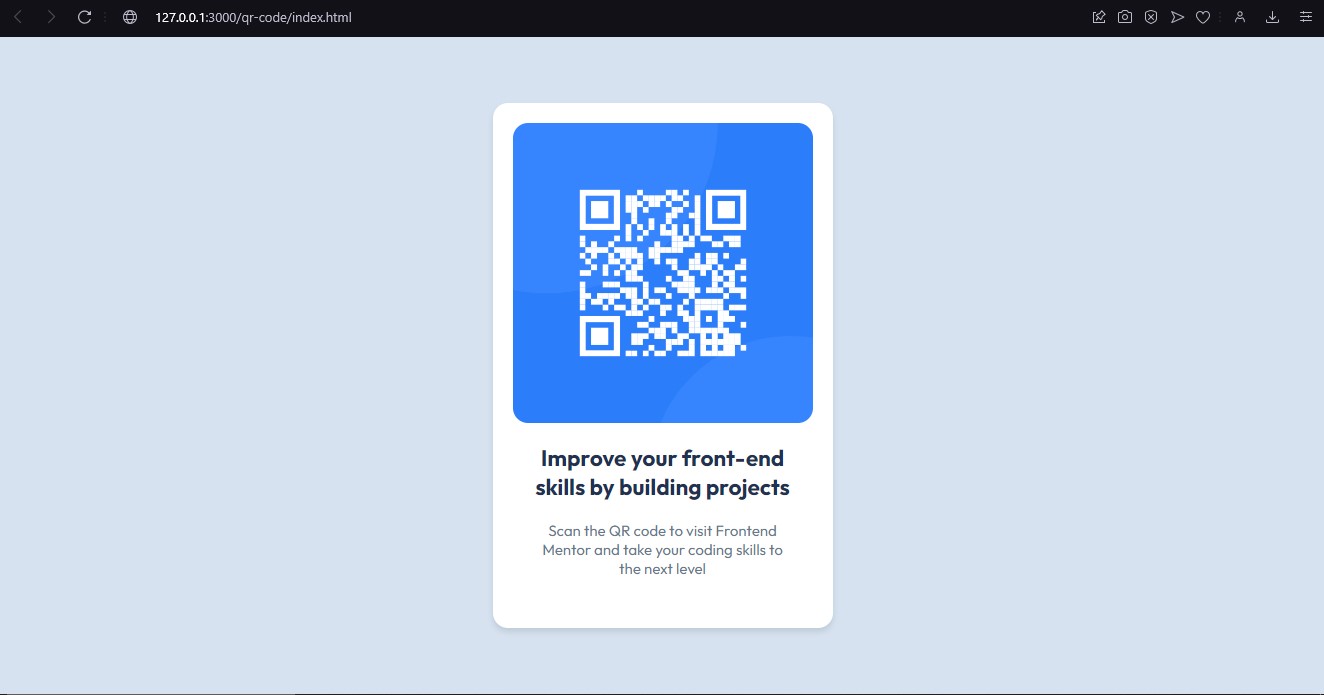 127.0.0.1:3000/qr-code/index.html
Improve your front-end
skills by building projects
Scan the QR code to visit Frontend
Mentor and take your coding skills to
the next level